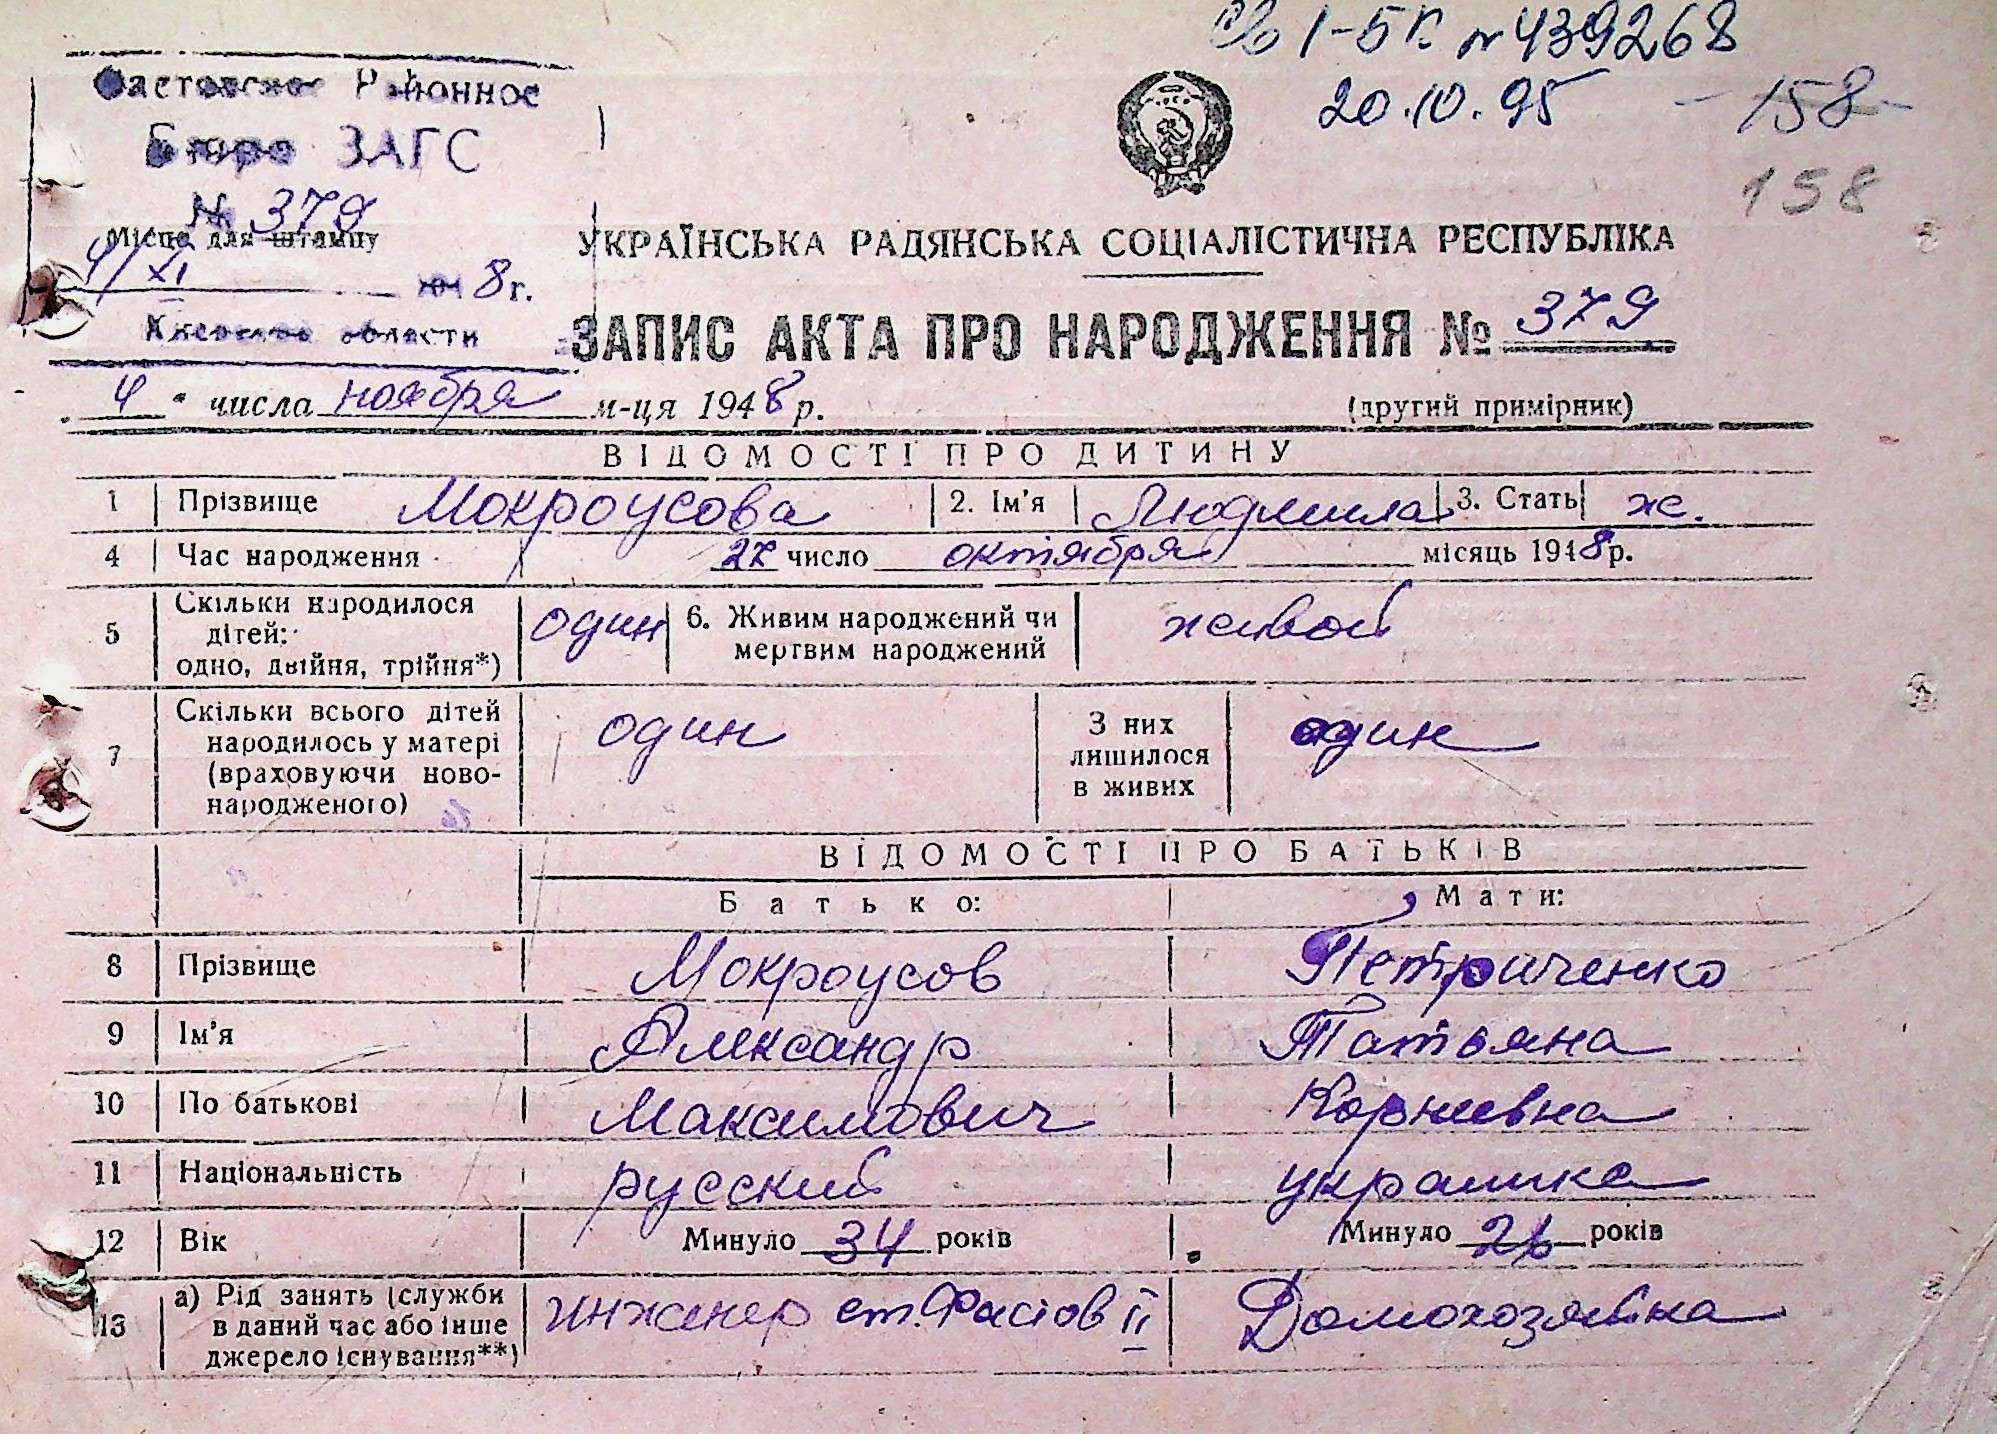 с/о І-БК № 439268
20.10.95
-158-
158
Фастовское Районное
Бюро ЗАГС
№ 379
Місце для штампу
4/XI 194 8 г.
Киевской области
УКРАЇНСЬКА РАДЯНСЬКА СОЦІАЛІСТИЧНА РЕСПУБЛІКА
ЗАПИС АКТА ПРО НАРОДЖЕННЯ № 379
4 " числа ноября м-ця 1948 р.
(другий примірник)
ВІДОМОСТІ ПРО ДИТИНУ
1 Прізвище Мокроусова 2. Ім'я Людмила 3. Стать ж.
4 Час народження 27 число октября місяць 1948 р.
5 Скільки народилося дітей: одно, двійня, трійня*) один 6. Живим народжений чи мертвим народжений живой
7 Скільки всього дітей народилось у матері (враховуючи новонародженого) один З них лишилося в живих один
ВІДОМОСТІ ПРО БАТЬКІВ
Батько: Мати:
8 Прізвище Мокроусов Петриченко
9 Ім'я Александр Татьяна
10 По батькові Максимович Корниевна
11 Національність русский украинка
12 Вік Минуло 34 років Минуло 26 років
13 а) Рід занять (служби в даний час або інше джерело існування**) инженер ст. Фастов II Домохозяйка